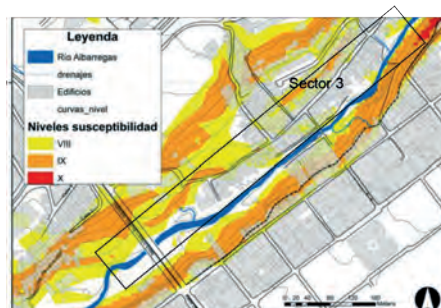 Leyenda
Río Albarregas
drenajes
Edificios
curvas_nivel
Niveles susceptibilidad
VIII
IX
X
Sector 3